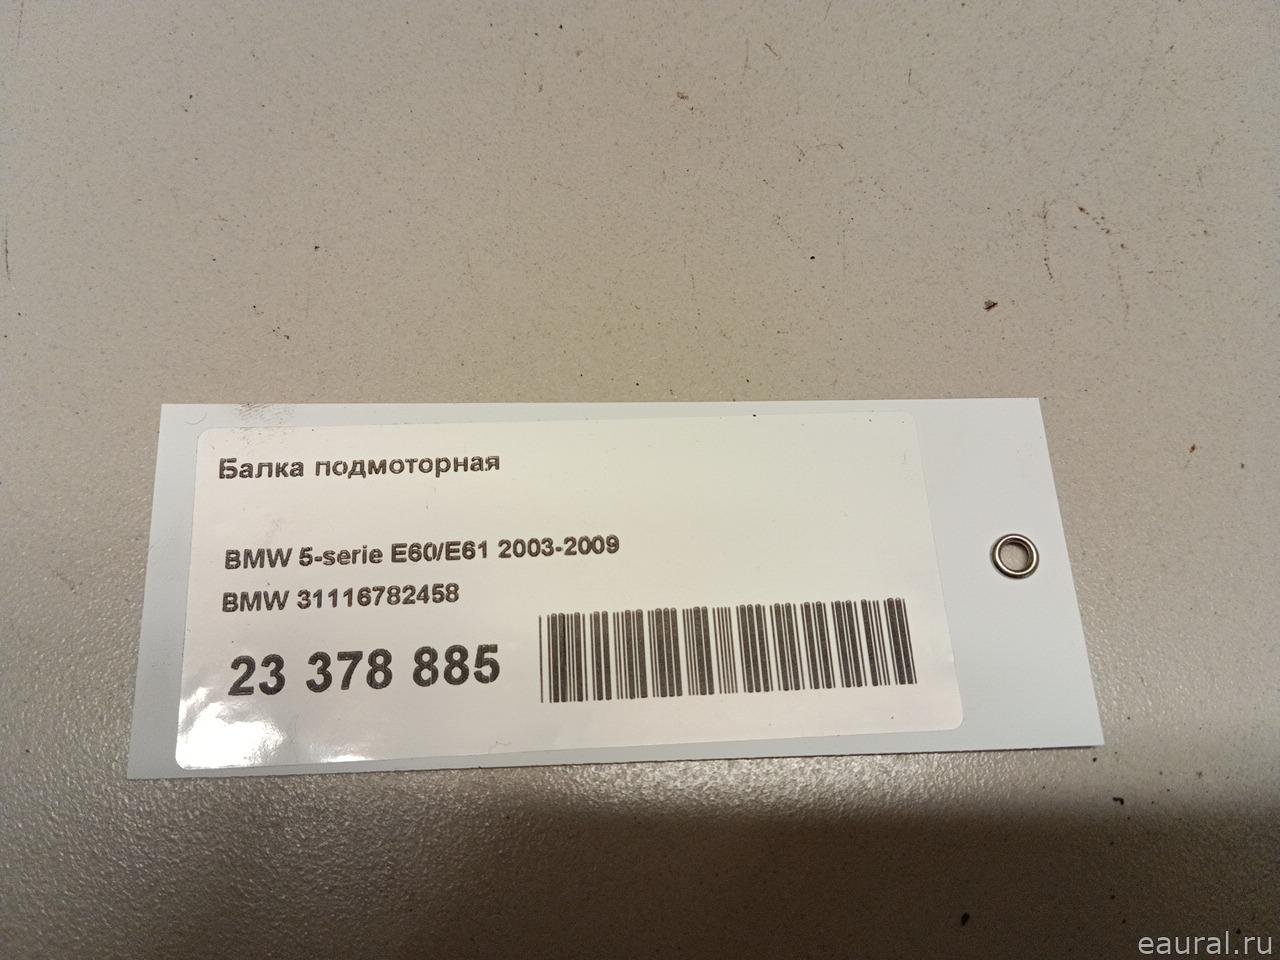 Балка подмоторная
BMW 5-serie E60/E61 2003-2009
BMW 31116782458
23 378 885
eaural.ru